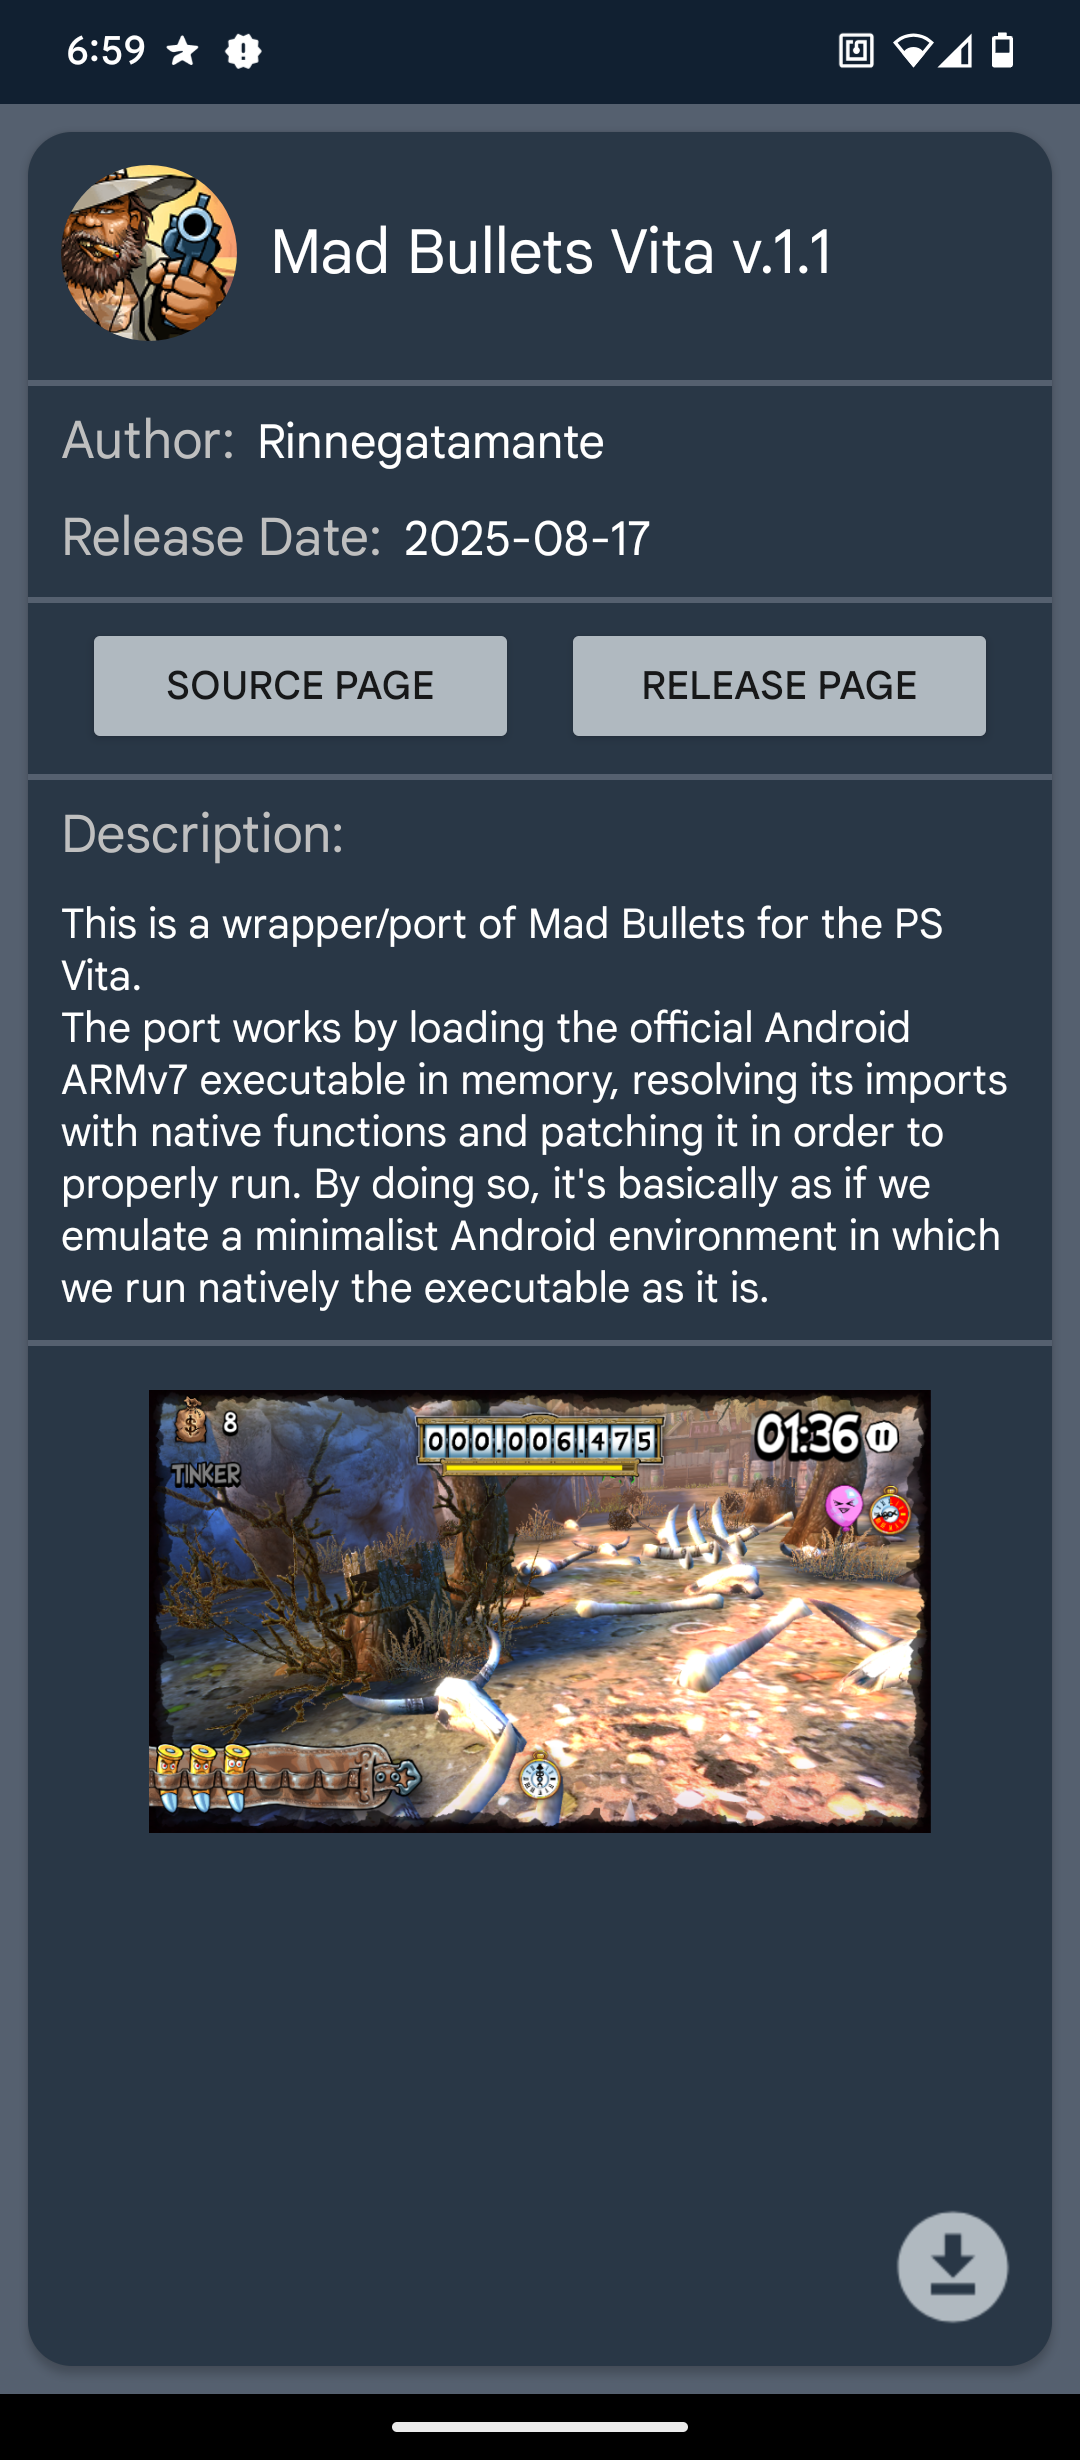 6:59
Mad Bullets Vita v.1.1
Author: Rinnegatamante
Release Date: 2025-08-17
SOURCE PAGE
RELEASE PAGE
Description:
This is a wrapper/port of Mad Bullets for the PS
Vita.
The port works by loading the official Android
ARMv7 executable in memory, resolving its imports
with native functions and patching it in order to
properly run. By doing so, it's basically as if we
emulate a minimalist Android environment in which
we run natively the executable as it is.
$ 8
000.006.475
01:36
TINKER